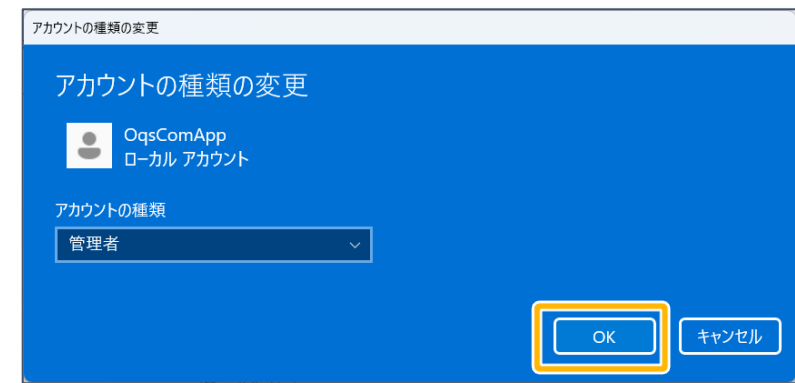 アカウントの種類の変更
アカウントの種類の変更
OqsComApp
ローカル アカウント
アカウントの種類
管理者
OK
キャンセル